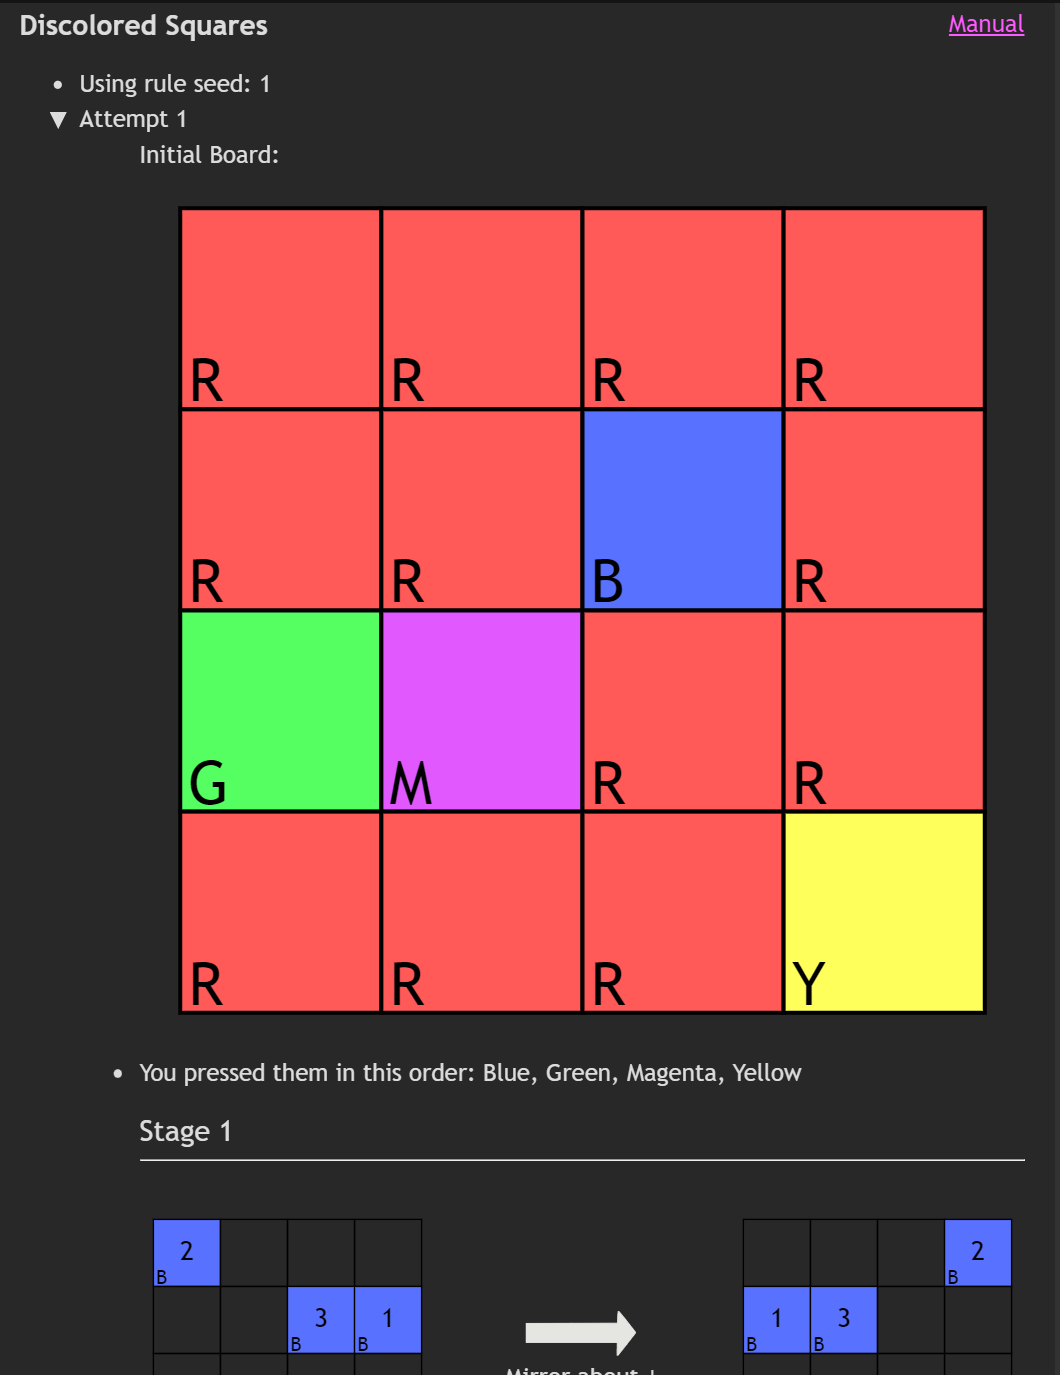 Discolored Squares Manual
Using rule seed: 1
Attempt 1
Initial Board:
R R R R
R R B R
G M R R
R R R Y
You pressed them in this order: Blue, Green, Magenta, Yellow
Stage 1
2 2
B B
3 1 1 3
B B B B
Mirror about